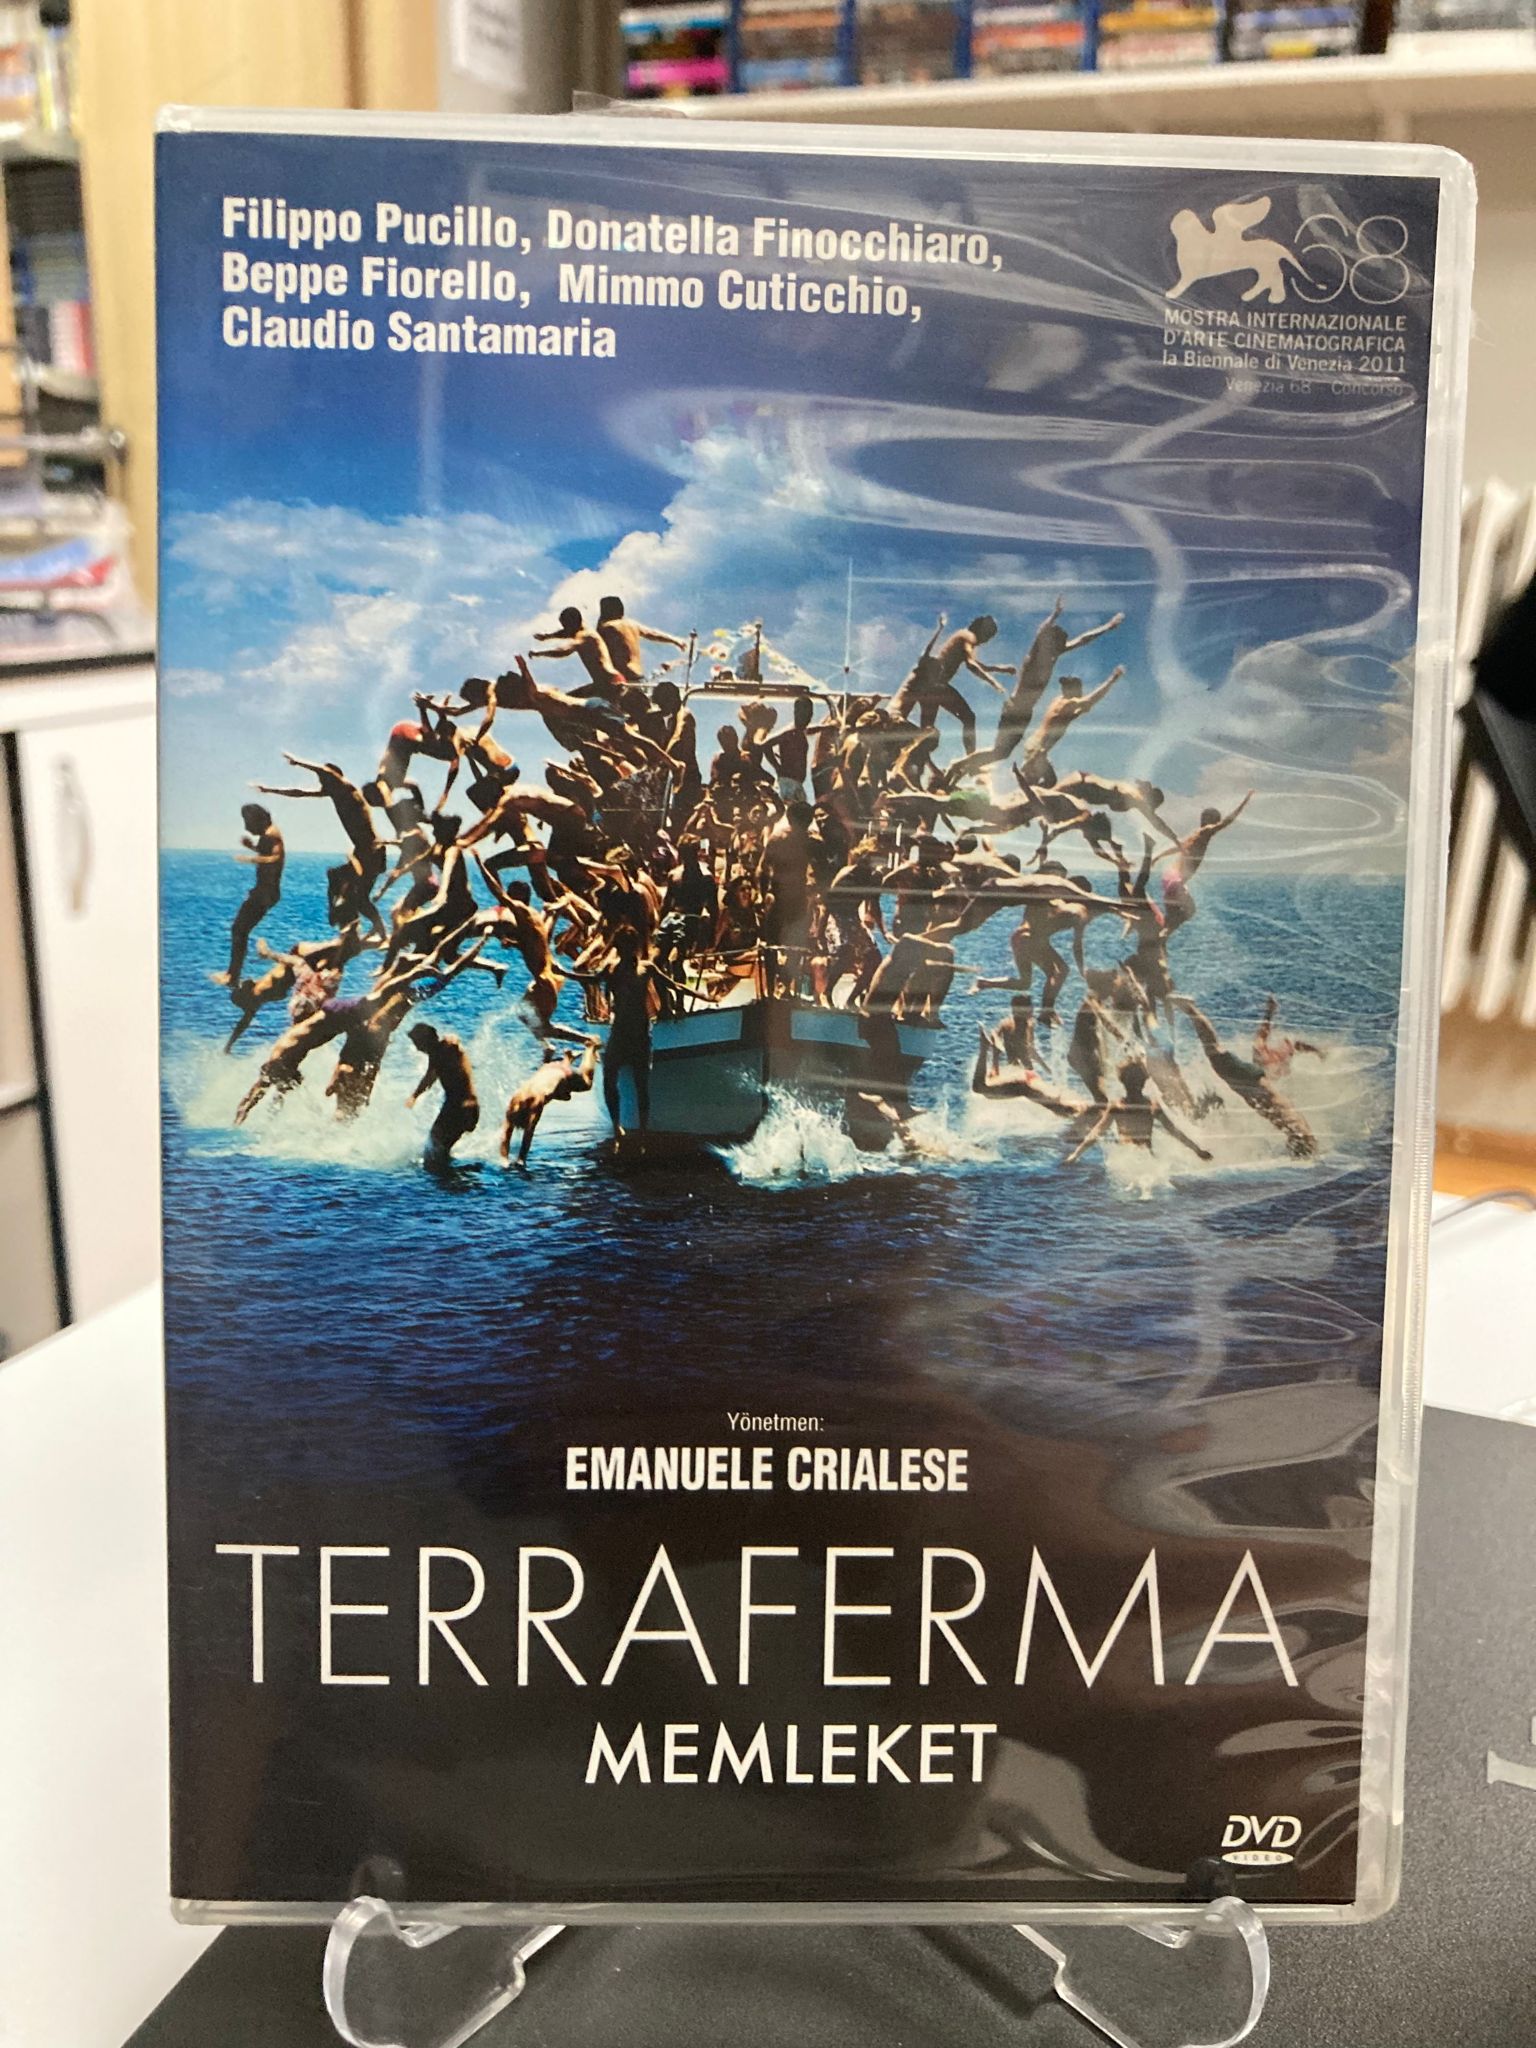 Filippo Pucillo, Donatella Finocchiaro,
Beppe Fiorello, Mimmo Cuticchio,
Claudio Santamaria
68
MOSTRA INTERNAZIONALE
D'ARTE CINEMATOGRAFICA
la Biennale di Venezia 2011
Venezia 68 Concorso
Yönetmen:
EMANUELE CRIALESE
TERRAFERMA
MEMLEKET
DVD
VIDEO